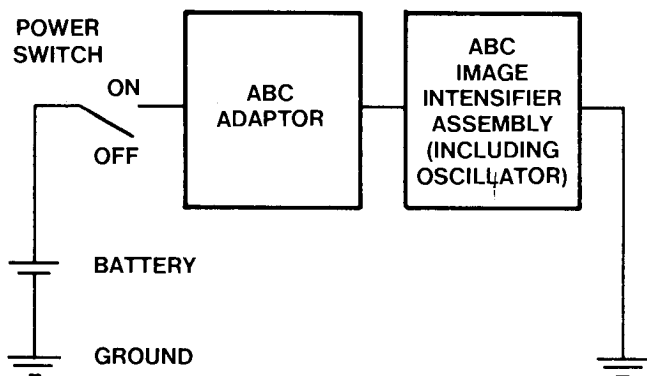 POWER
SWITCH
ON
OFF
ABC
ADAPTOR
ABC
IMAGE
INTENSIFIER
ASSEMBLY
(INCLUDING
OSCILLATOR)
BATTERY
GROUND